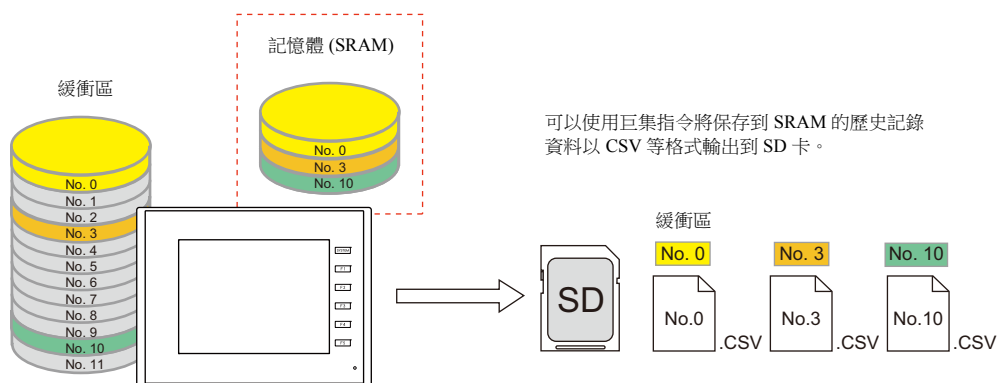 記憶體 (SRAM)
緩衝區
No. 0
No. 3
No. 10
No. 0
No. 1
No. 2
No. 3
No. 4
No. 5
No. 6
No. 7
No. 8
No. 9
No. 10
No. 11
SYSTEM
F1
F2
F3
F4
F5
可以使用巨集指令將保存到 SRAM 的歷史記錄
資料以 CSV 等格式輸出到 SD 卡。
緩衝區
No. 0
No. 3
No. 10
SD
No.0
.CSV
No.3
.CSV
No.10
.CSV